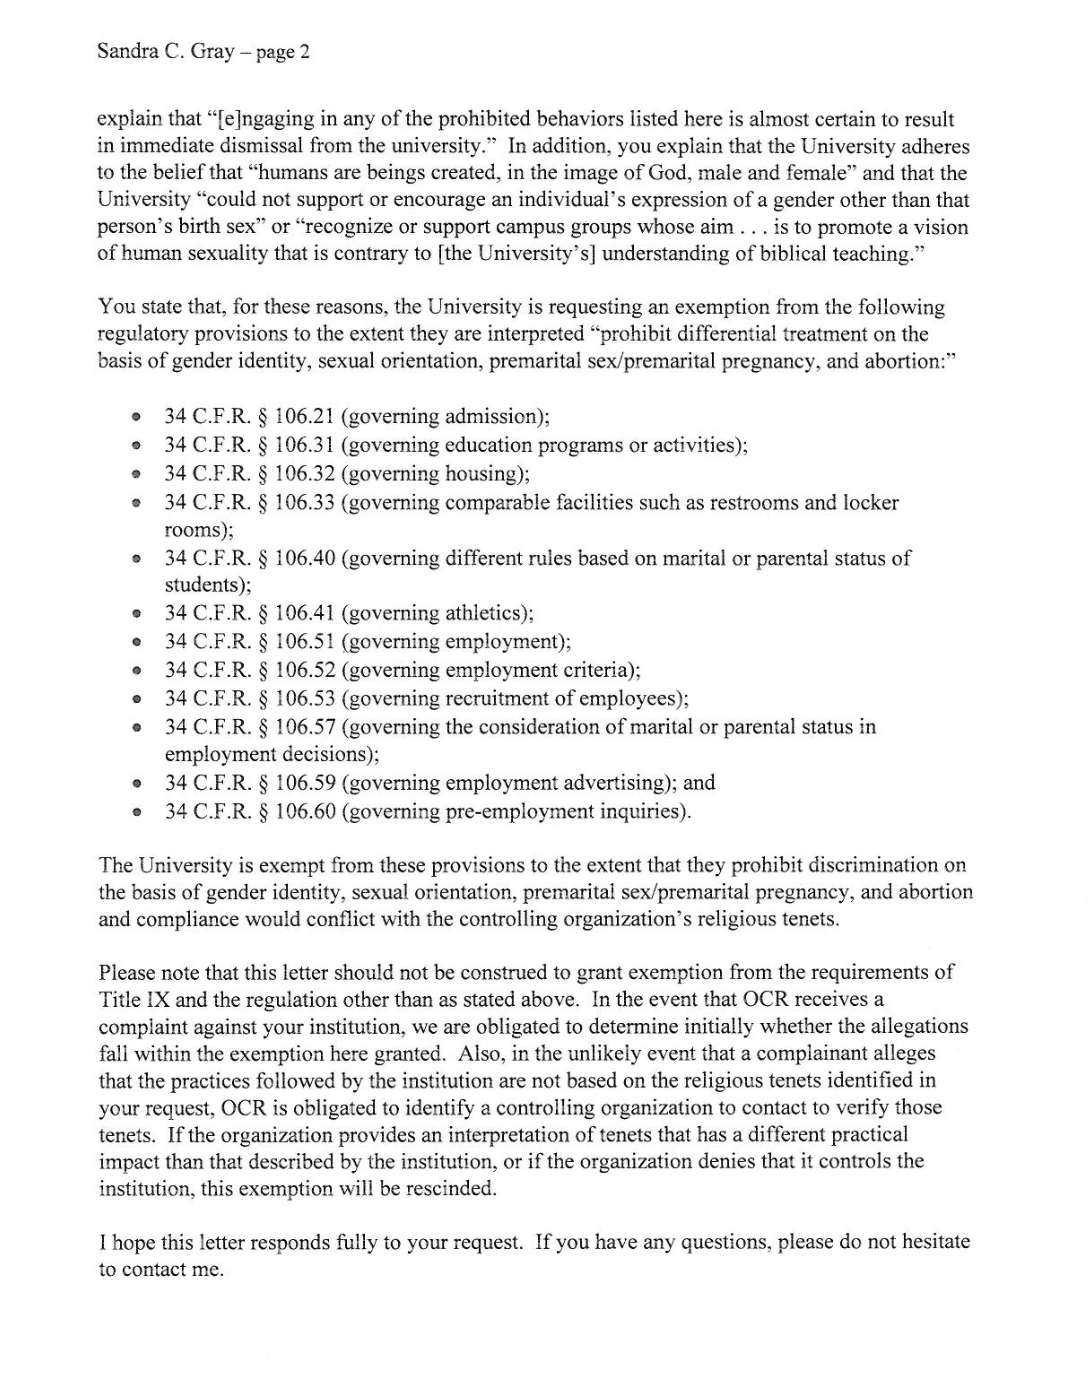 Sandra C. Gray – page 2
explain that “[e]ngaging in any of the prohibited behaviors listed here is almost certain to result
in immediate dismissal from the university.” In addition, you explain that the University adheres
to the belief that “humans are beings created, in the image of God, male and female” and that the
University “could not support or encourage an individual’s expression of a gender other than that
person’s birth sex” or “recognize or support campus groups whose aim . . . is to promote a vision
of human sexuality that is contrary to [the University’s] understanding of biblical teaching.”
You state that, for these reasons, the University is requesting an exemption from the following
regulatory provisions to the extent they are interpreted “prohibit differential treatment on the
basis of gender identity, sexual orientation, premarital sex/premarital pregnancy, and abortion:”
• 34 C.F.R. § 106.21 (governing admission);
• 34 C.F.R. § 106.31 (governing education programs or activities);
• 34 C.F.R. § 106.32 (governing housing);
• 34 C.F.R. § 106.33 (governing comparable facilities such as restrooms and locker
rooms);
• 34 C.F.R. § 106.40 (governing different rules based on marital or parental status of
students);
• 34 C.F.R. § 106.41 (governing athletics);
• 34 C.F.R. § 106.51 (governing employment);
• 34 C.F.R. § 106.52 (governing employment criteria);
• 34 C.F.R. § 106.53 (governing recruitment of employees);
• 34 C.F.R. § 106.57 (governing the consideration of marital or parental status in
employment decisions);
• 34 C.F.R. § 106.59 (governing employment advertising); and
• 34 C.F.R. § 106.60 (governing pre-employment inquiries).
The University is exempt from these provisions to the extent that they prohibit discrimination on
the basis of gender identity, sexual orientation, premarital sex/premarital pregnancy, and abortion
and compliance would conflict with the controlling organization’s religious tenets.
Please note that this letter should not be construed to grant exemption from the requirements of
Title IX and the regulation other than as stated above. In the event that OCR receives a
complaint against your institution, we are obligated to determine initially whether the allegations
fall within the exemption here granted. Also, in the unlikely event that a complainant alleges
that the practices followed by the institution are not based on the religious tenets identified in
your request, OCR is obligated to identify a controlling organization to contact to verify those
tenets. If the organization provides an interpretation of tenets that has a different practical
impact than that described by the institution, or if the organization denies that it controls the
institution, this exemption will be rescinded.
I hope this letter responds fully to your request. If you have any questions, please do not hesitate
to contact me.